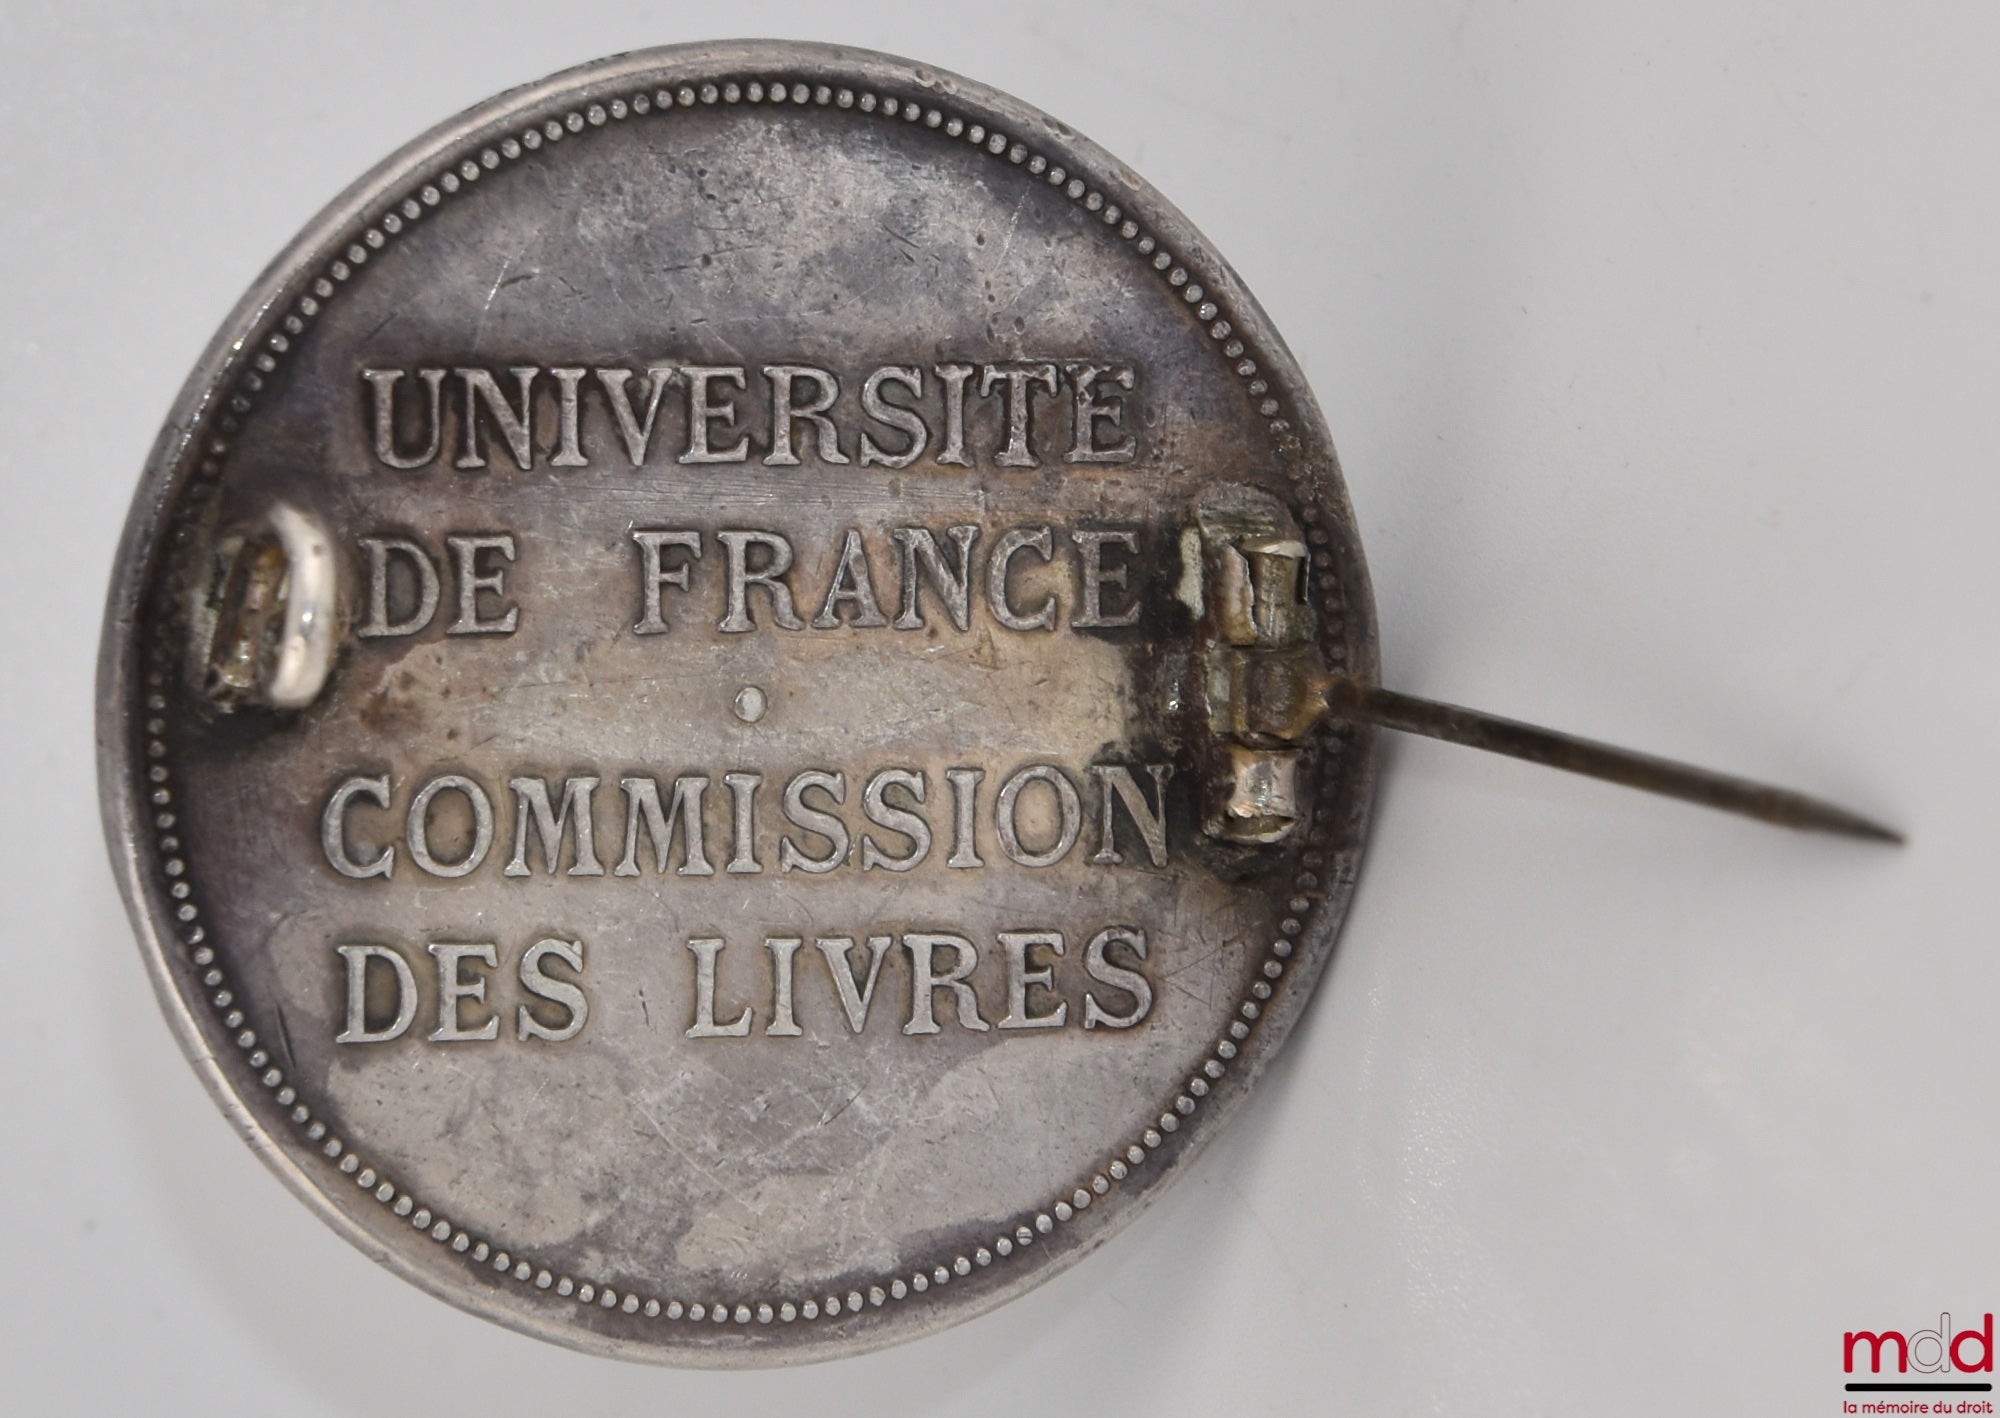 UNIVERSITE
DE FRANCE
COMMISSION
DES LIVRES
mdd
la mémoire du droit